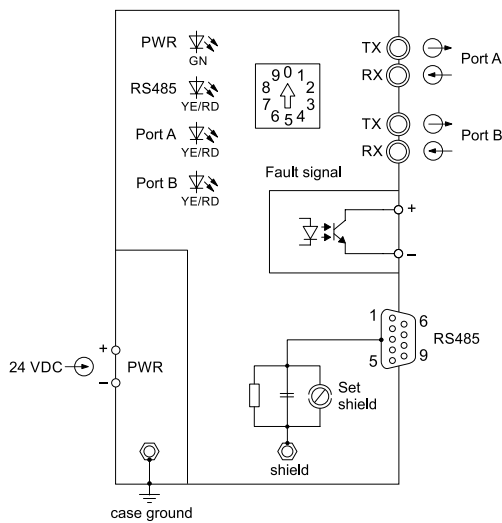 PWR
GN
RS485
YE/RD
Port A
YE/RD
Port B
YE/RD
0
1
2
3
4
5
6
7
8
9
TX
RX
Port A
TX
RX
Port B
Fault signal
+
–
1
6
5
9
RS485
24 VDC
+
–
PWR
Set
shield
shield
case ground